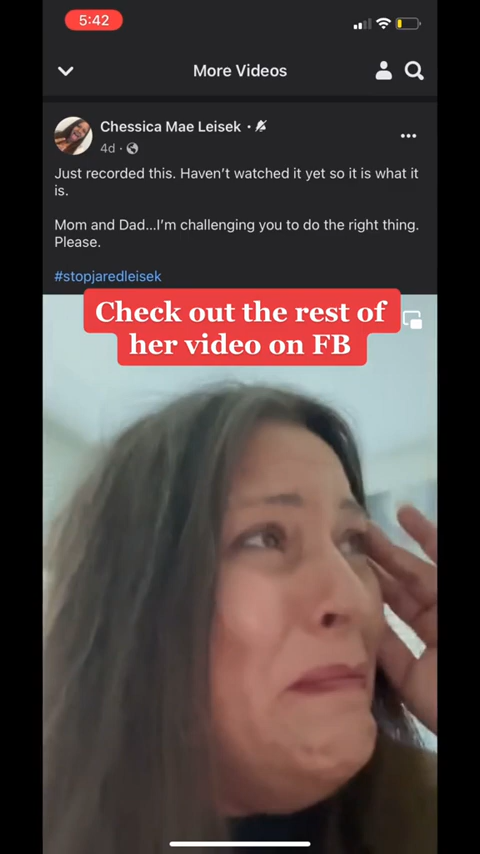 5:42
More Videos
Chessica Mae Leisek ·
4d ·
Just recorded this. Haven't watched it yet so it is what it
is.
Mom and Dad...I'm challenging you to do the right thing.
Please.
#stopjaredleisek
Check out the rest of
her video on FB